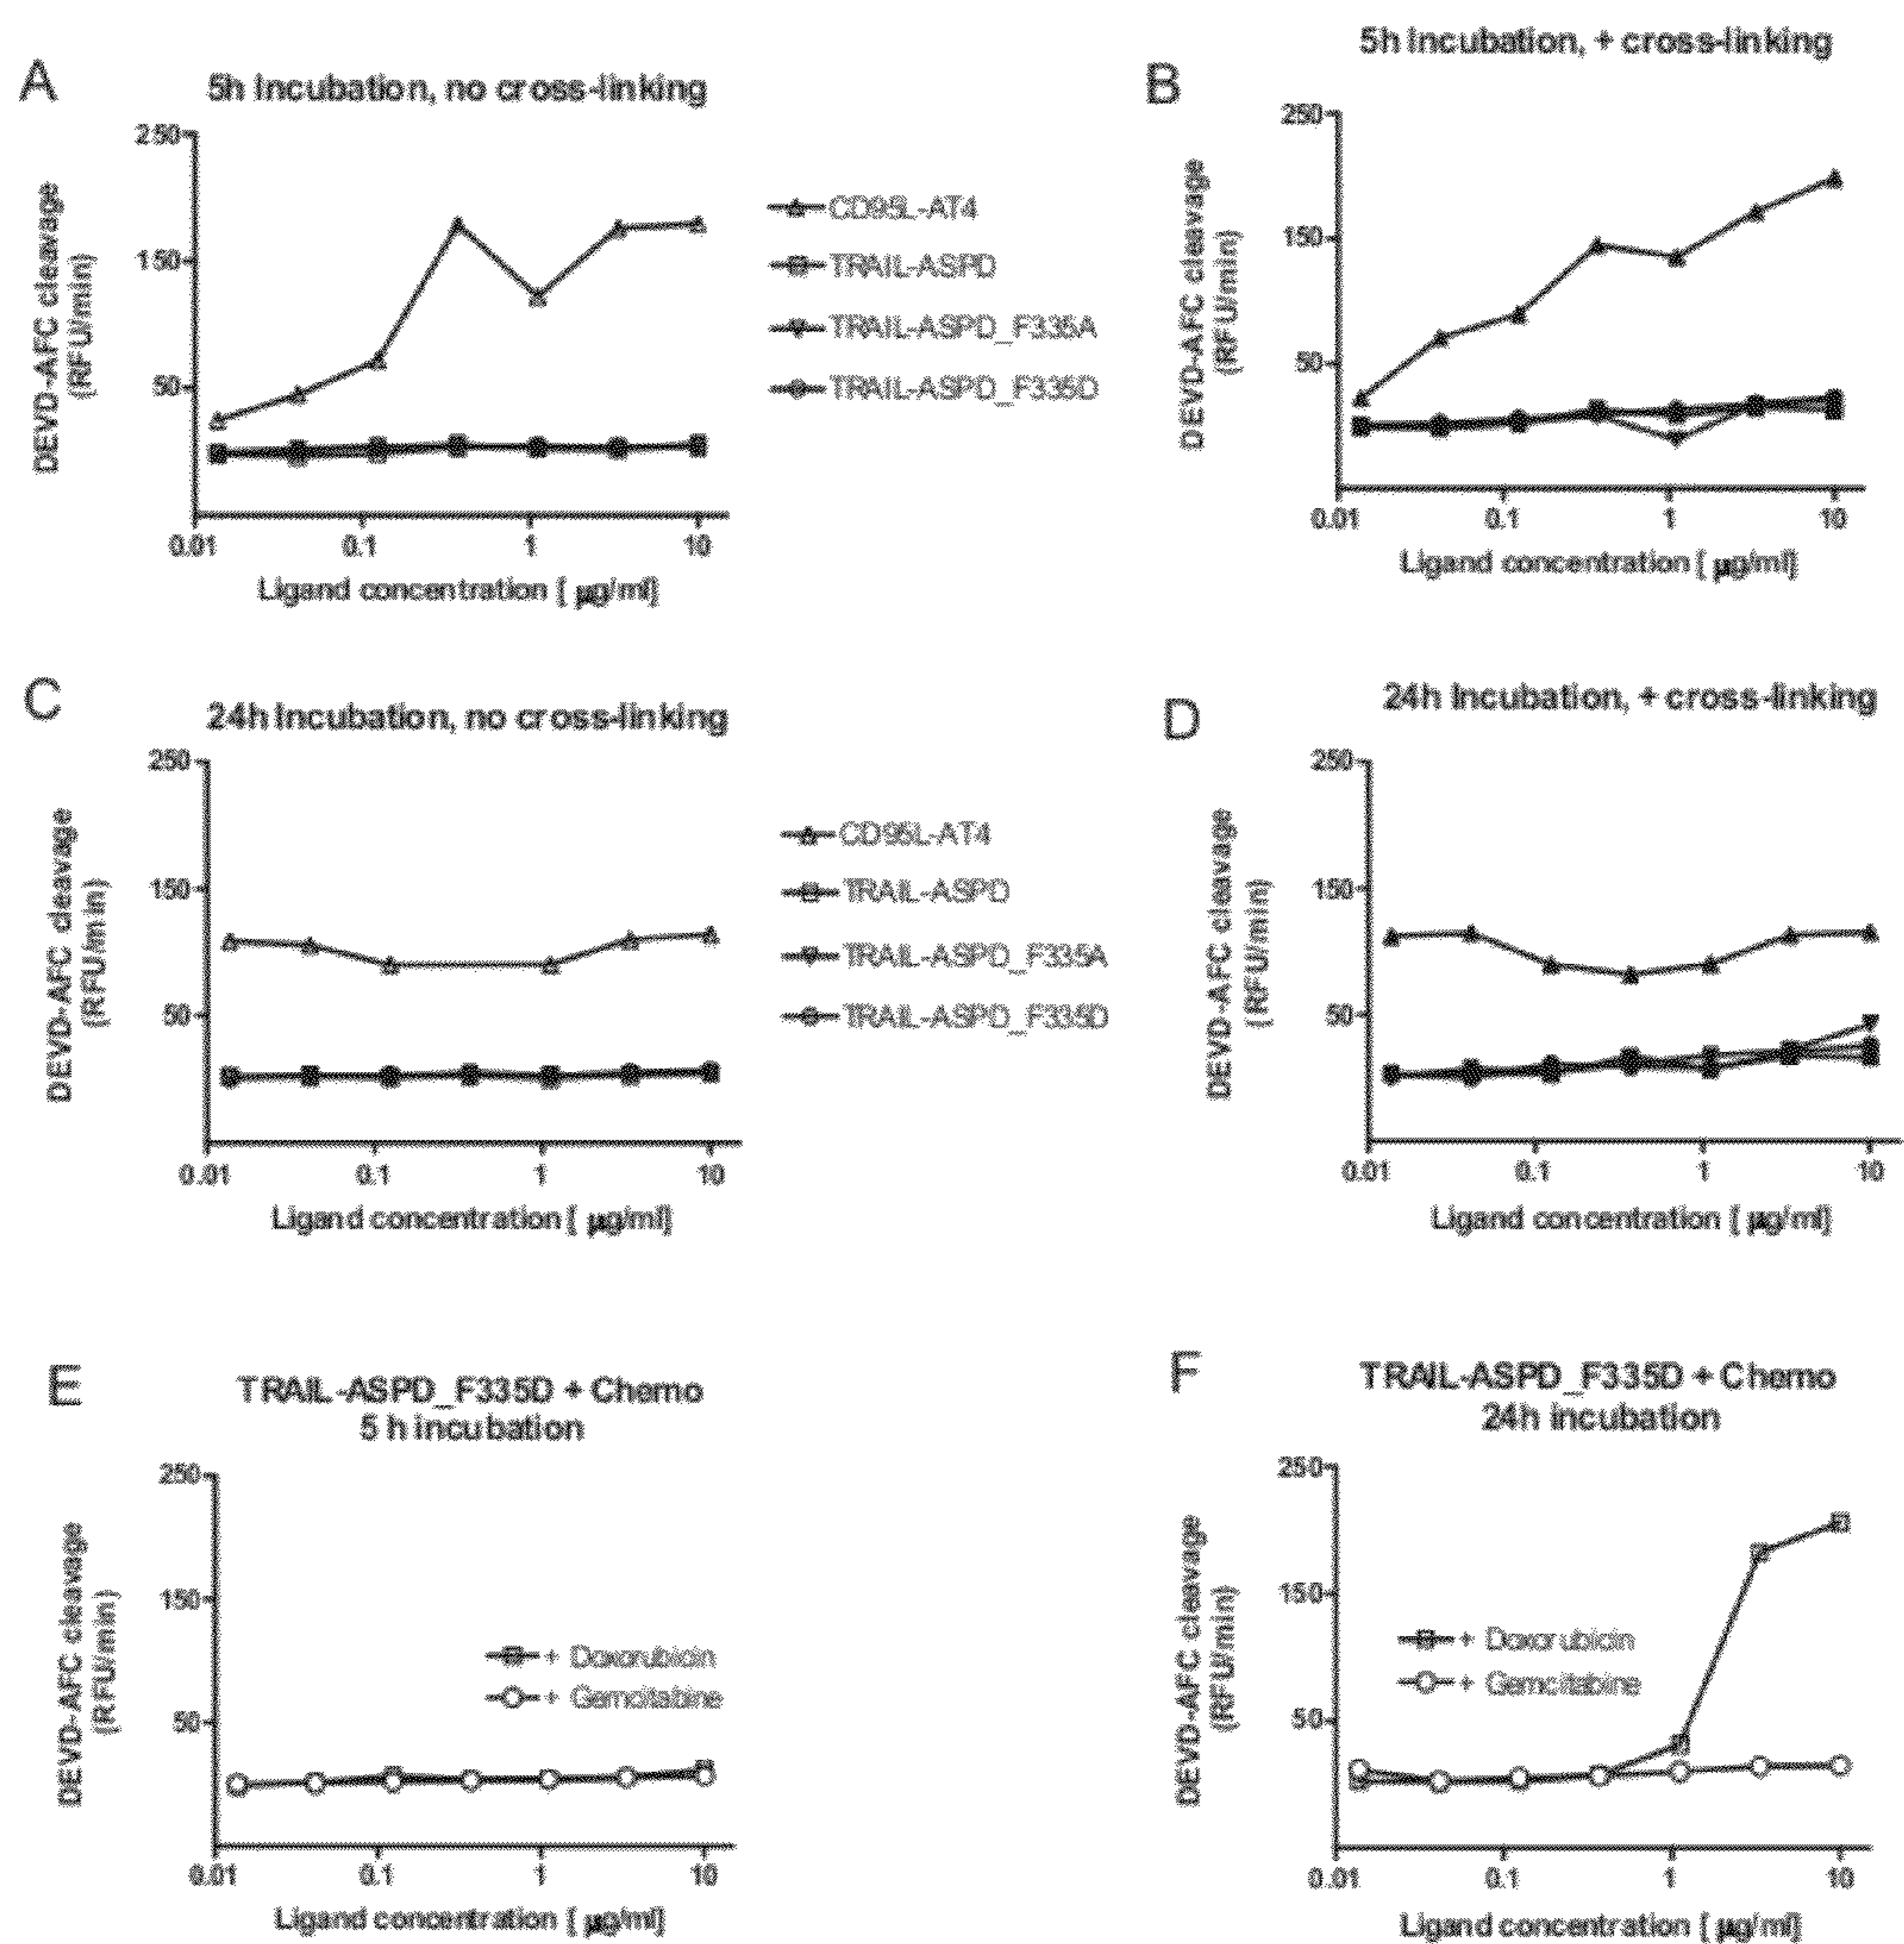 A
5h Incubation, no cross-linking
250
150
50
DEVD-AFC cleavage
(RFU/min)
0.01
0.1
1
10
Ligand concentration [ µg/ml]
CD95L-AT4
TRAIL-ASPD
TRAIL-ASPD_F335A
TRAIL-ASPD_F335D
B
5h Incubation, + cross-linking
250
150
50
DEVD-AFC cleavage
(RFU/min)
0.01
0.1
1
10
Ligand concentration [ µg/ml]
C
24h Incubation, no cross-linking
250
150
50
DEVD-AFC cleavage
(RFU/min)
0.01
0.1
1
10
Ligand concentration [ µg/ml]
CD95L-AT4
TRAIL-ASPD
TRAIL-ASPD_F335A
TRAIL-ASPD_F335D
D
24h Incubation, + cross-linking
250
150
50
DEVD-AFC cleavage
(RFU/min)
0.01
0.1
1
10
Ligand concentration [ µg/ml]
E
TRAIL-ASPD_F335D + Chemo
5 h incubation
250
150
50
DEVD-AFC cleavage
(RFU/min)
+ Doxorubicin
+ Gemcitabine
0.01
0.1
1
10
Ligand concentration [ µg/ml]
F
TRAIL-ASPD_F335D + Chemo
24h incubation
250
150
50
DEVD-AFC cleavage
(RFU/min)
+ Doxorubicin
+ Gemcitabine
0.01
0.1
1
10
Ligand concentration [ µg/ml]